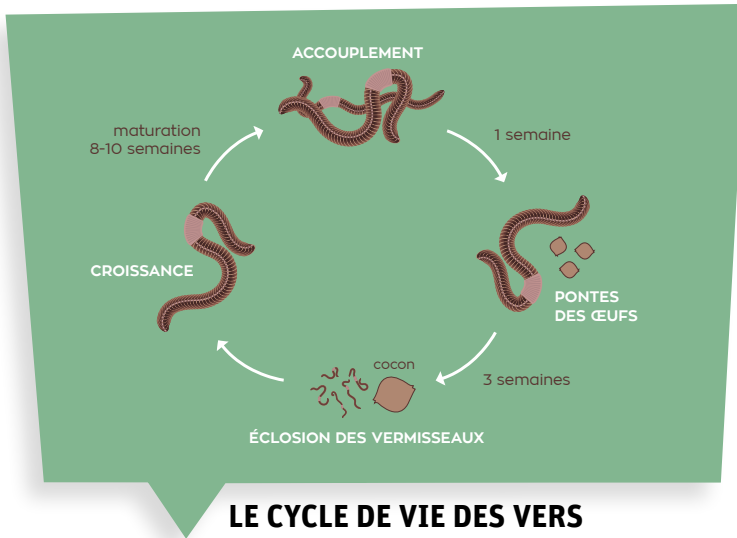 ACCOUPLEMENT
maturation
8-10 semaines
1 semaine
CROISSANCE
PONTES
DES ŒUFS
cocon
3 semaines
ÉCLOSION DES VERMISSEAUX
LE CYCLE DE VIE DES VERS